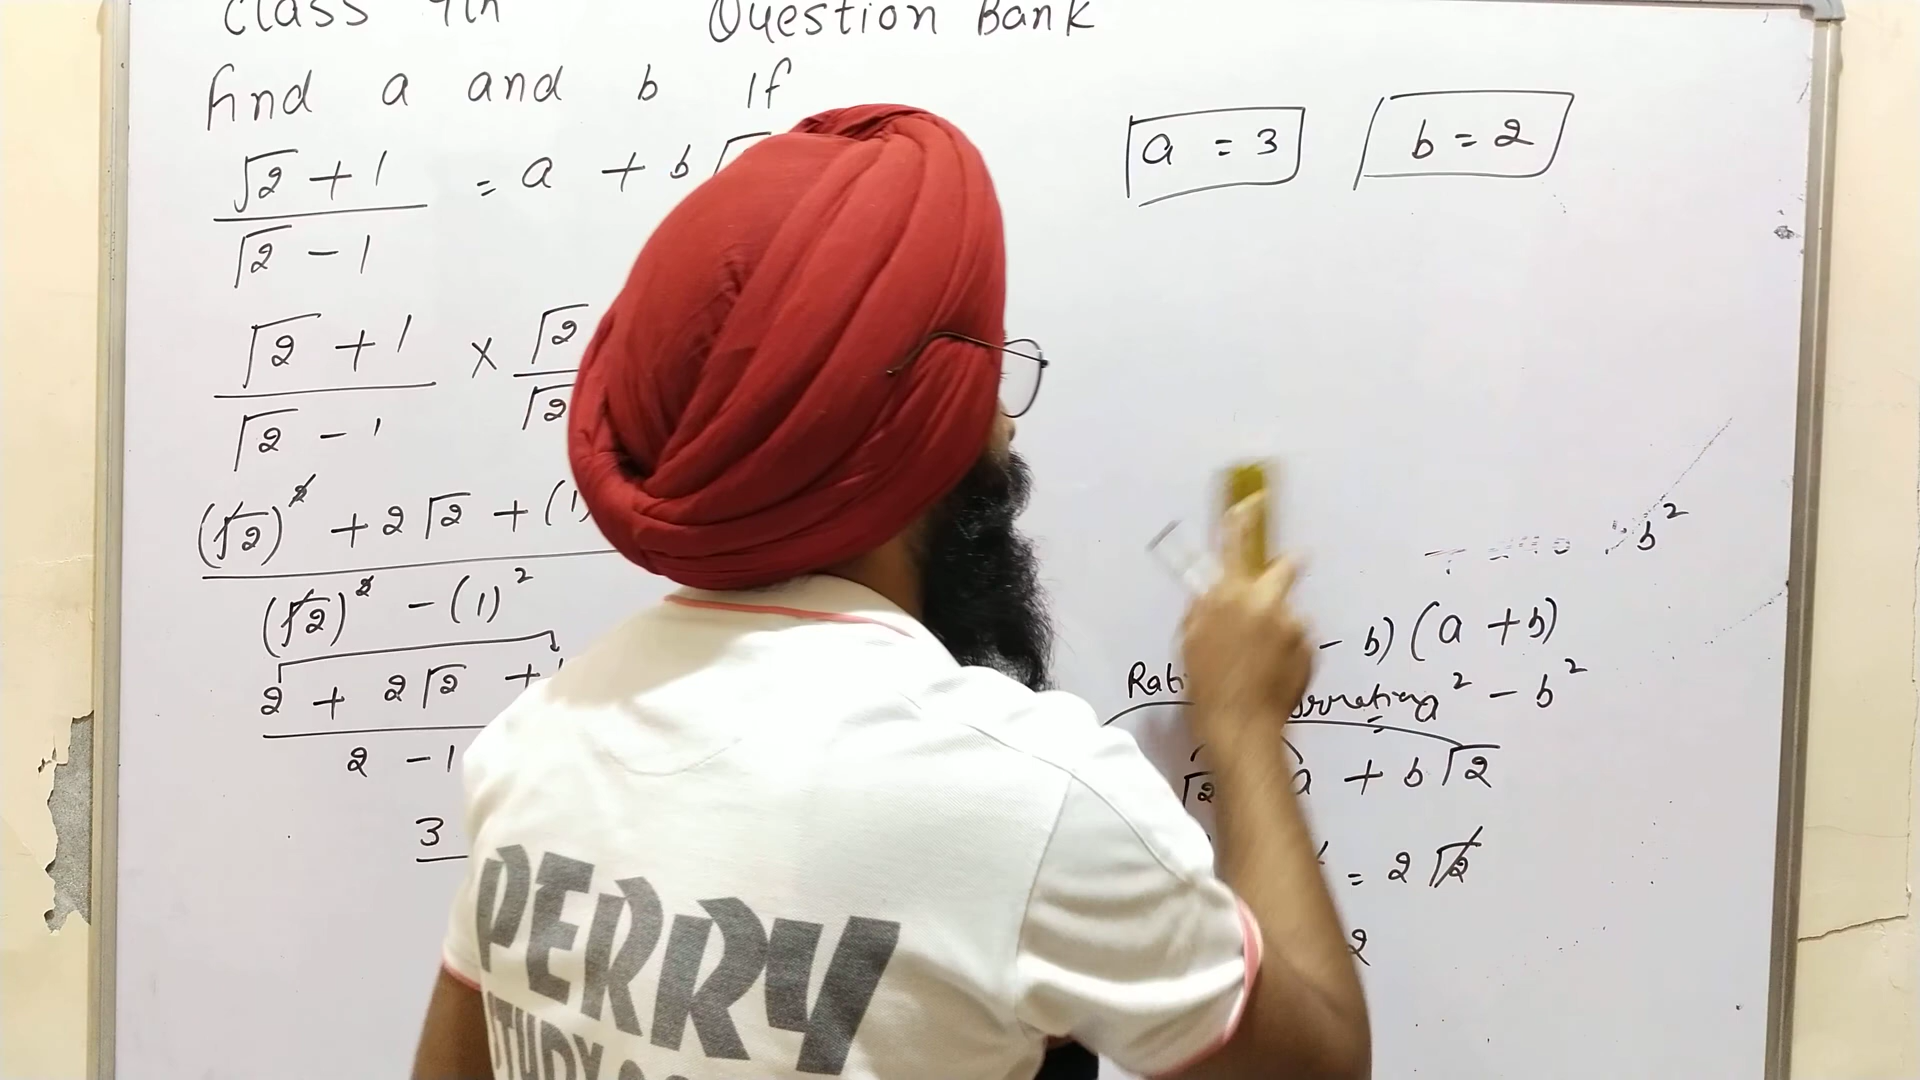 Class 9th Question Bank
find a and b If
√2 + 1 = a + b√
√2 - 1
√2 + 1 × √2
√2 - 1 √2
(√2)² + 2√2 + (1)
(√2)² - (1)²
2 + 2√2 +
2 - 1
3
a = 3 b = 2
b²
- b) (a + b)
a² - b²
√2 a + b√2
= 2√2
2
PERRY
STUDY